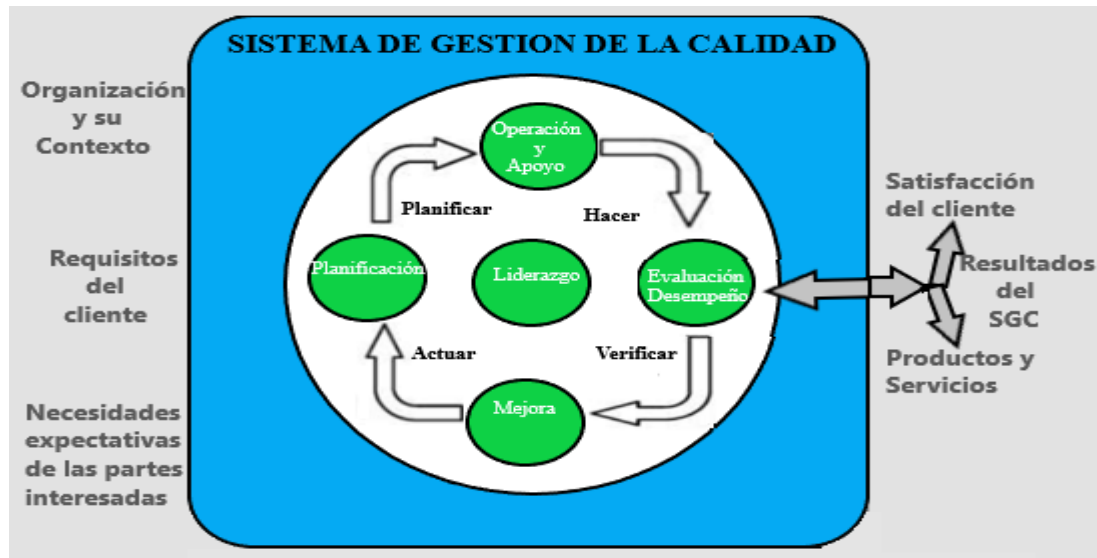 SISTEMA DE GESTION DE LA CALIDAD
Organización
y su
Contexto
Requisitos
del
cliente
Necesidades
expectativas
de las partes
interesadas
Operación
y
Apoyo
Planificar
Hacer
Planificación
Liderazgo
Evaluación
Desempeño
Actuar
Verificar
Mejora
Satisfacción
del cliente
Resultados
del
SGC
Productos y
Servicios